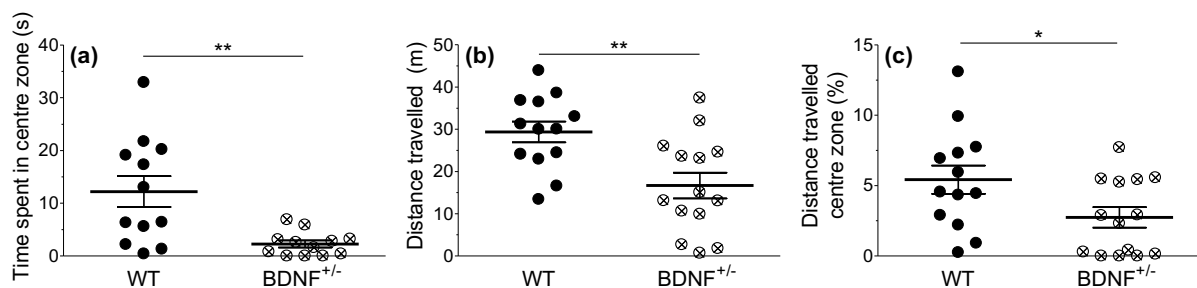 Time spent in centre zone (s)
40
30
20
10
0
(a)
**
WT
BDNF+/-
Distance travelled (m)
50
40
30
20
10
0
(b)
**
WT
BDNF+/-
Distance travelled
centre zone (%)
15
10
5
0
(c)
*
WT
BDNF+/-